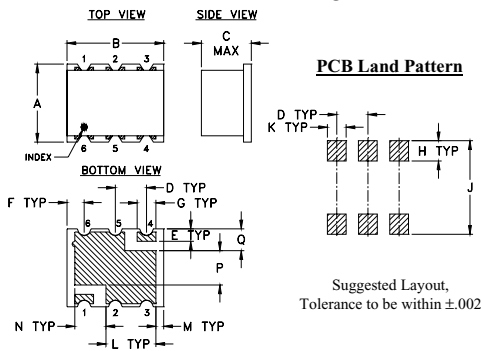 TOP VIEW
SIDE VIEW
B
C
MAX
1 2 3
A
INDEX
6 5 4
BOTTOM VIEW
D TYP
F TYP
G TYP
6 5 4
E TYP
Q
P
1 2 3
N TYP
M TYP
L TYP
PCB Land Pattern
D TYP
K TYP
H TYP
J
Suggested Layout,
Tolerance to be within ±.002